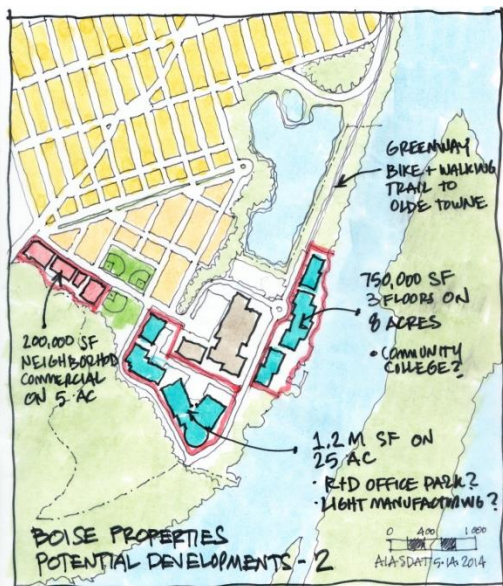 GREENWAY
BIKE + WALKING
TRAIL TO
OLDE TOWNE
750,000 SF
3 FLOORS ON
8 ACRES
• COMMUNITY
COLLEGE?
200,000 SF
NEIGHBORHOOD
COMMERCIAL
ON 5 AC
1.2 M SF ON
25 AC
• R+D OFFICE PARK?
• LIGHT MANUFACTURING?
BOISE PROPERTIES
POTENTIAL DEVELOPMENTS - 2
0 400 1000
AIA SDAT 5.14.2014